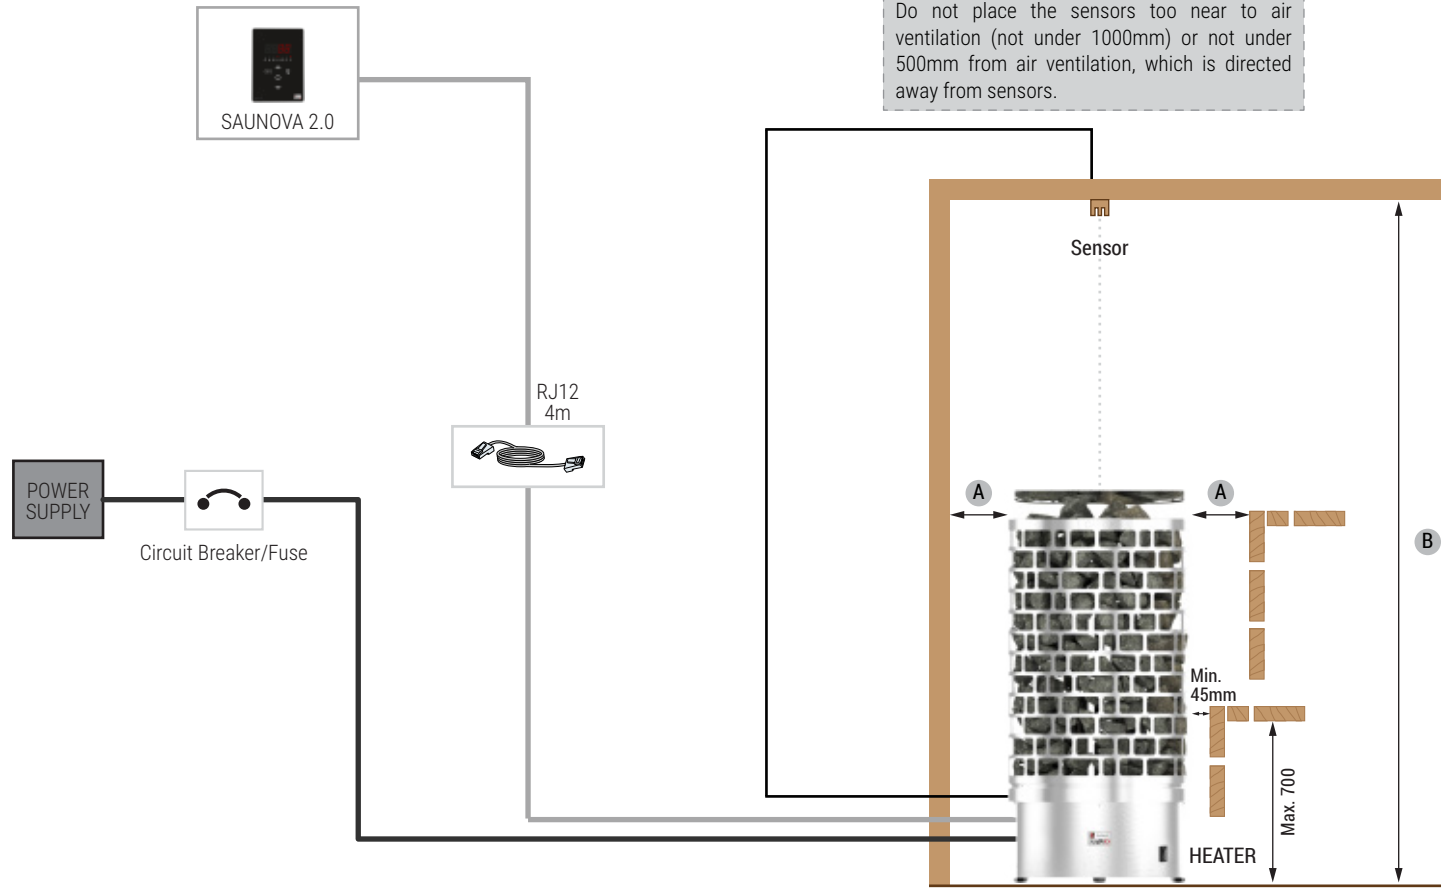 Do not place the sensors too near to air
ventilation (not under 1000mm) or not under
500mm from air ventilation, which is directed
away from sensors.
SAUNOVA 2.0
Sensor
RJ12
4m
POWER
SUPPLY
Circuit Breaker/Fuse
A
A
B
Min.
45mm
Max. 700
HEATER